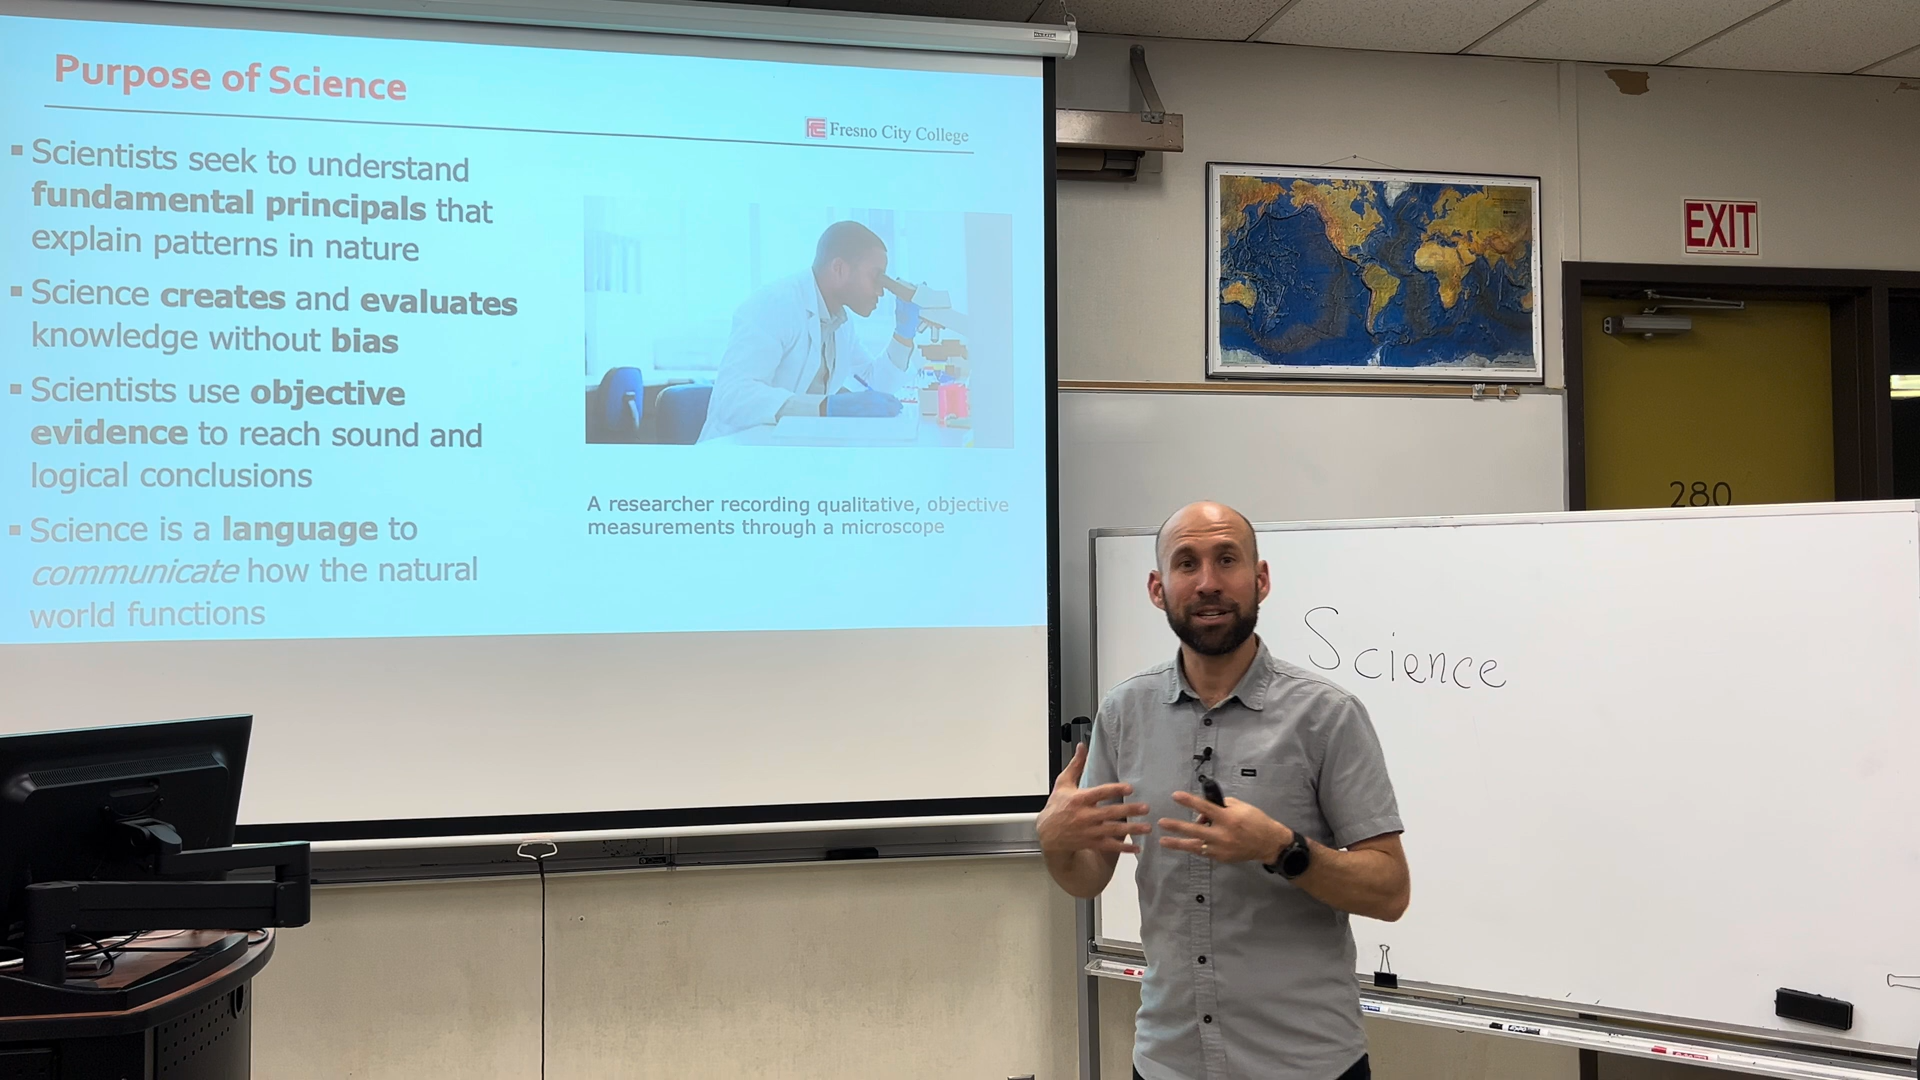 Purpose of Science
Fresno City College
Scientists seek to understand
fundamental principals that
explain patterns in nature
Science creates and evaluates
knowledge without bias
Scientists use objective
evidence to reach sound and
logical conclusions
Science is a language to
communicate how the natural
world functions
A researcher recording qualitative, objective
measurements through a microscope
EXIT
280
Science